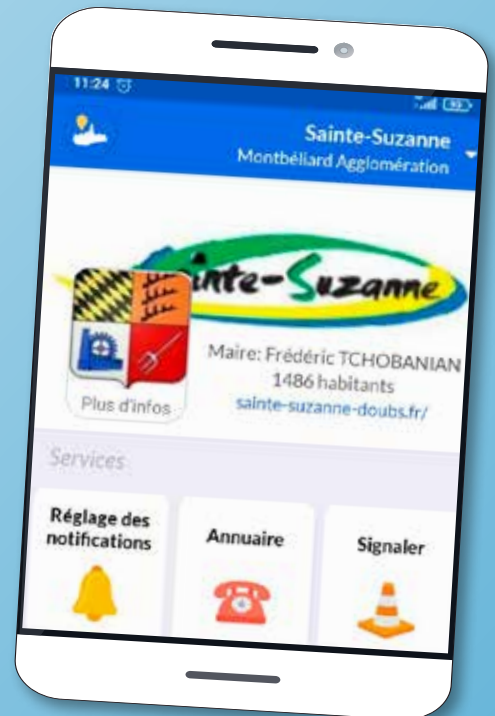 11:24
Sainte-Suzanne
Montbéliard Agglomération
inte-Suzanne
Maire: Frédéric TCHOBANIAN
1486 habitants
sainte-suzanne-doubs.fr/
Plus d'infos
Services
Réglage des
notifications
Annuaire
Signaler